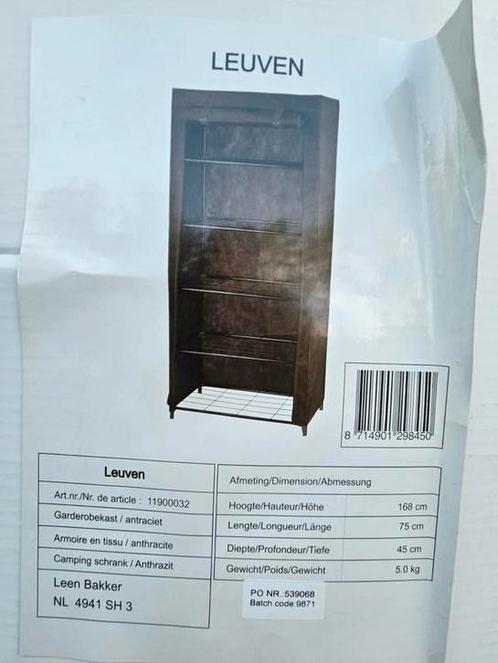 LEUVEN
8 714901 298450
Leuven
Art.nr./Nr. de article : 11900032
Garderobekast / antraciet
Armoire en tissu / anthracite
Camping schrank / Anthrazit
Leen Bakker
NL 4941 SH 3
Afmeting/Dimension/Abmessung
Hoogte/Hauteur/Höhe 168 cm
Lengte/Longueur/Länge 75 cm
Diepte/Profondeur/Tiefe 45 cm
Gewicht/Poids/Gewicht 5.0 kg
PO NR.:539068
Batch code:9871